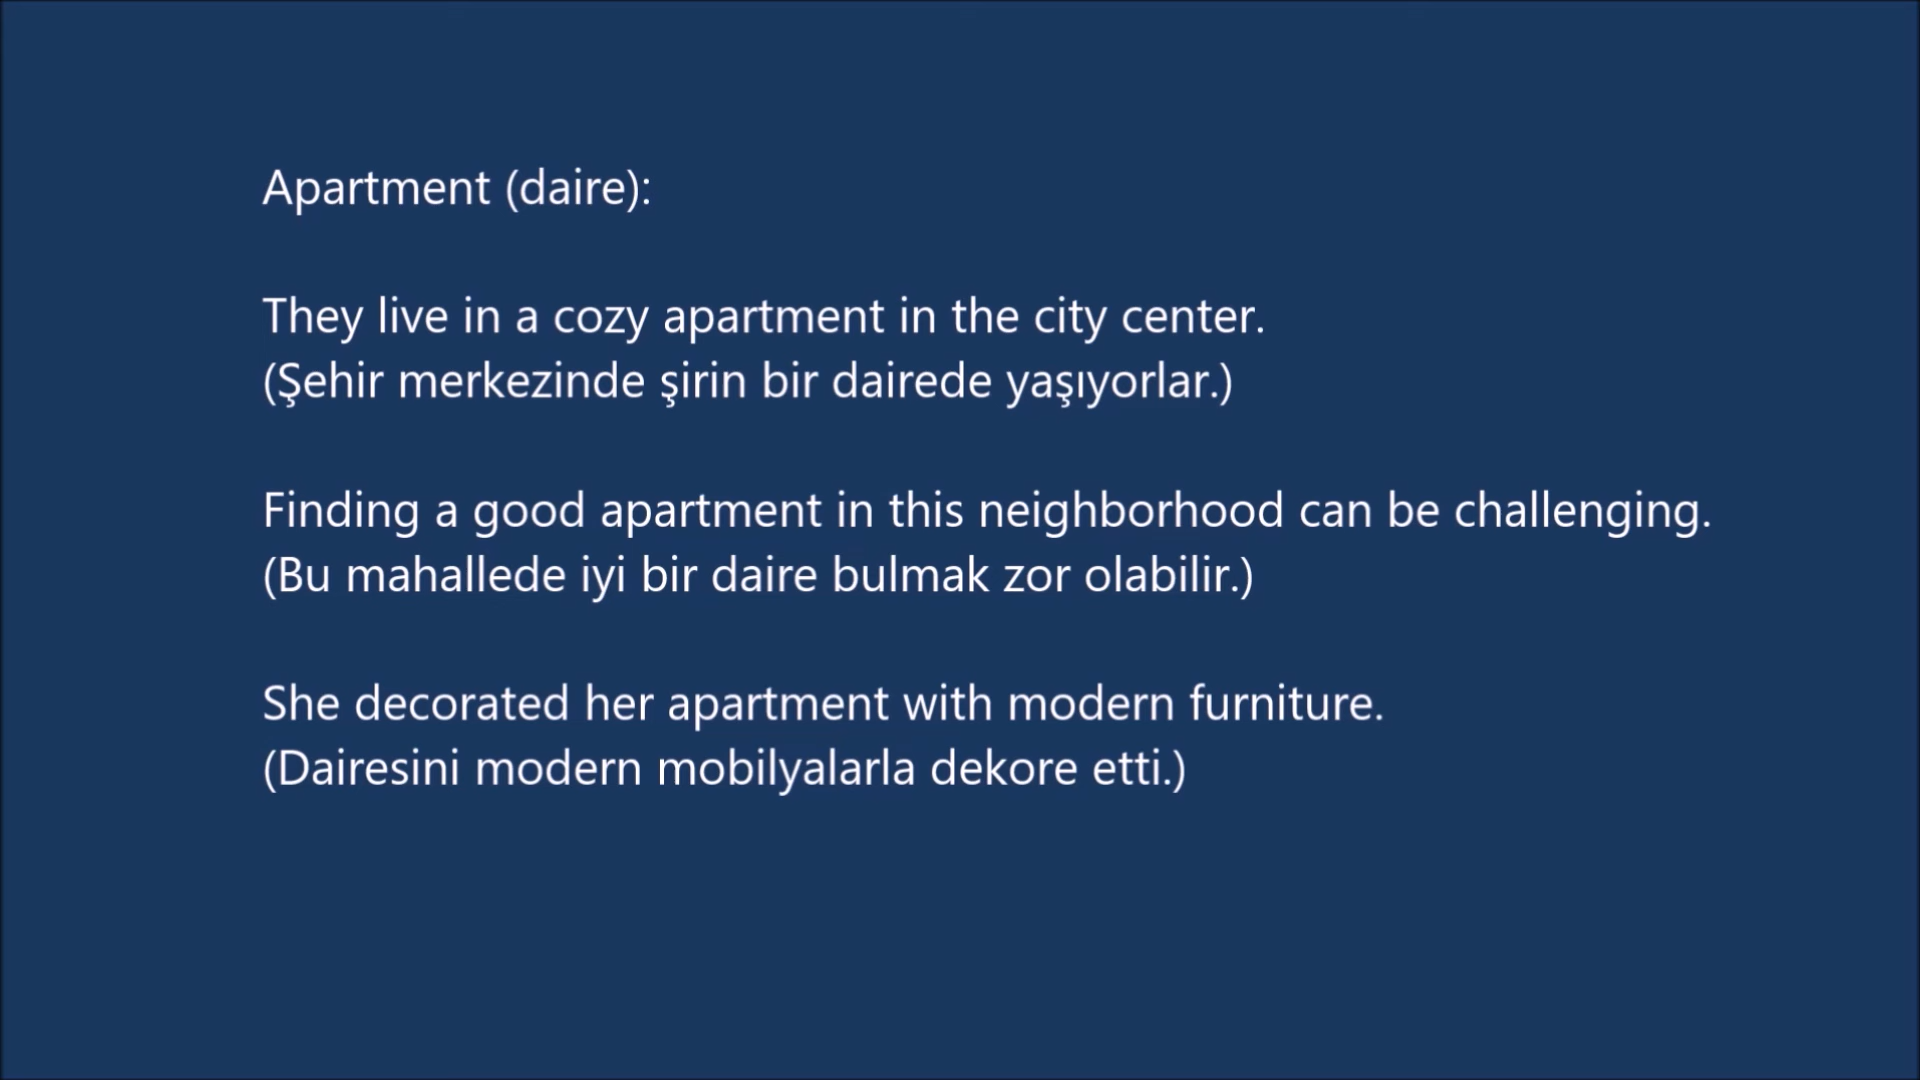 Apartment (daire):
They live in a cozy apartment in the city center.
(Şehir merkezinde şirin bir dairede yaşıyorlar.)
Finding a good apartment in this neighborhood can be challenging.
(Bu mahallede iyi bir daire bulmak zor olabilir.)
She decorated her apartment with modern furniture.
(Dairesini modern mobilyalarla dekore etti.)